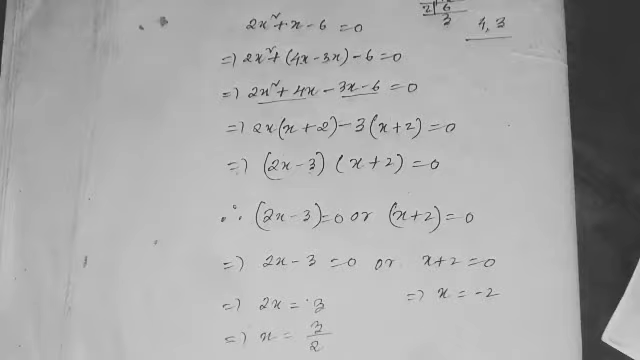 2x² + x - 6 = 0
2 | 6
3
4, 3
=> 2x² + (4x - 3x) - 6 = 0
=> 2x² + 4x - 3x - 6 = 0
=> 2x(x + 2) - 3(x + 2) = 0
=> (2x - 3) (x + 2) = 0
∴ (2x - 3) = 0 or (x + 2) = 0
=> 2x - 3 = 0 or x + 2 = 0
=> 2x = 3 => x = -2
=> x = 3/2